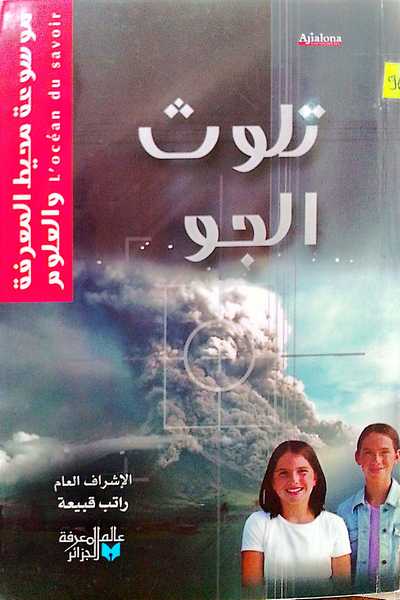 Ajialona
تلوث
الجو
موسوعة محيط المعرفة
والعلوم L'océan du savoir
الإشراف العام
راتب قبيعة
عالم المعرفة
الجزائر